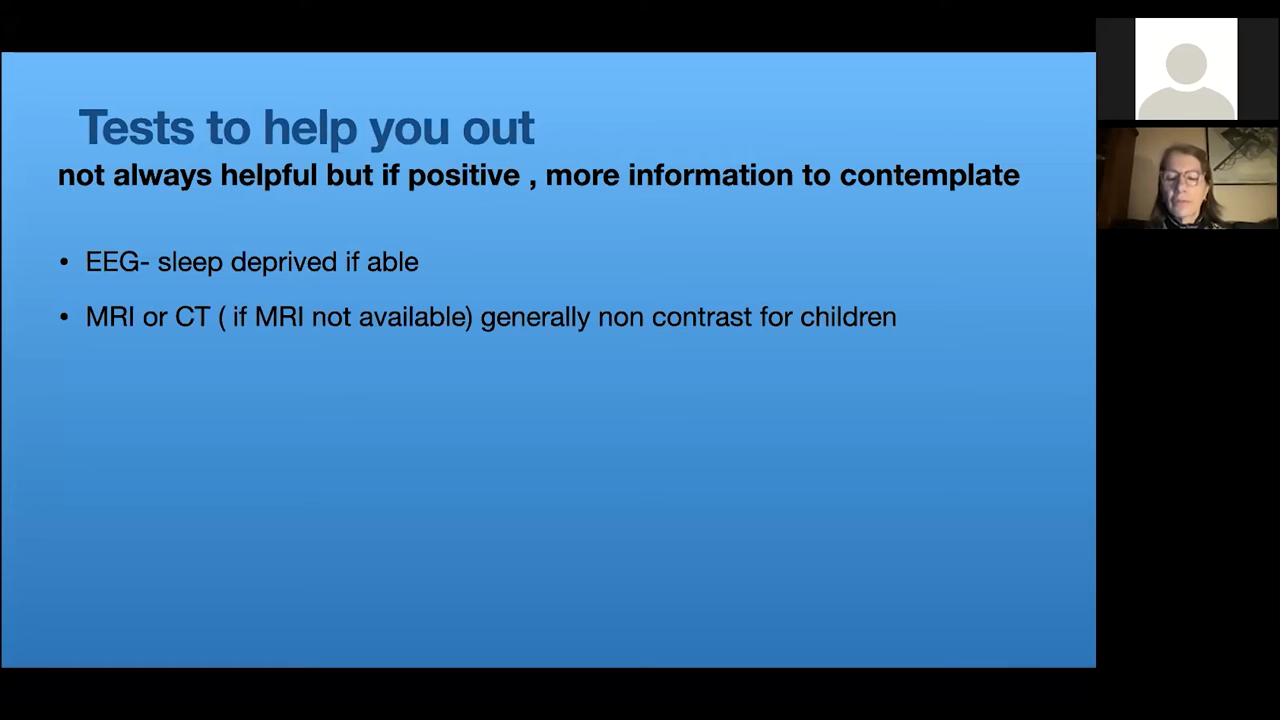 Tests to help you out
not always helpful but if positive , more information to contemplate
• EEG- sleep deprived if able
• MRI or CT ( if MRI not available) generally non contrast for children